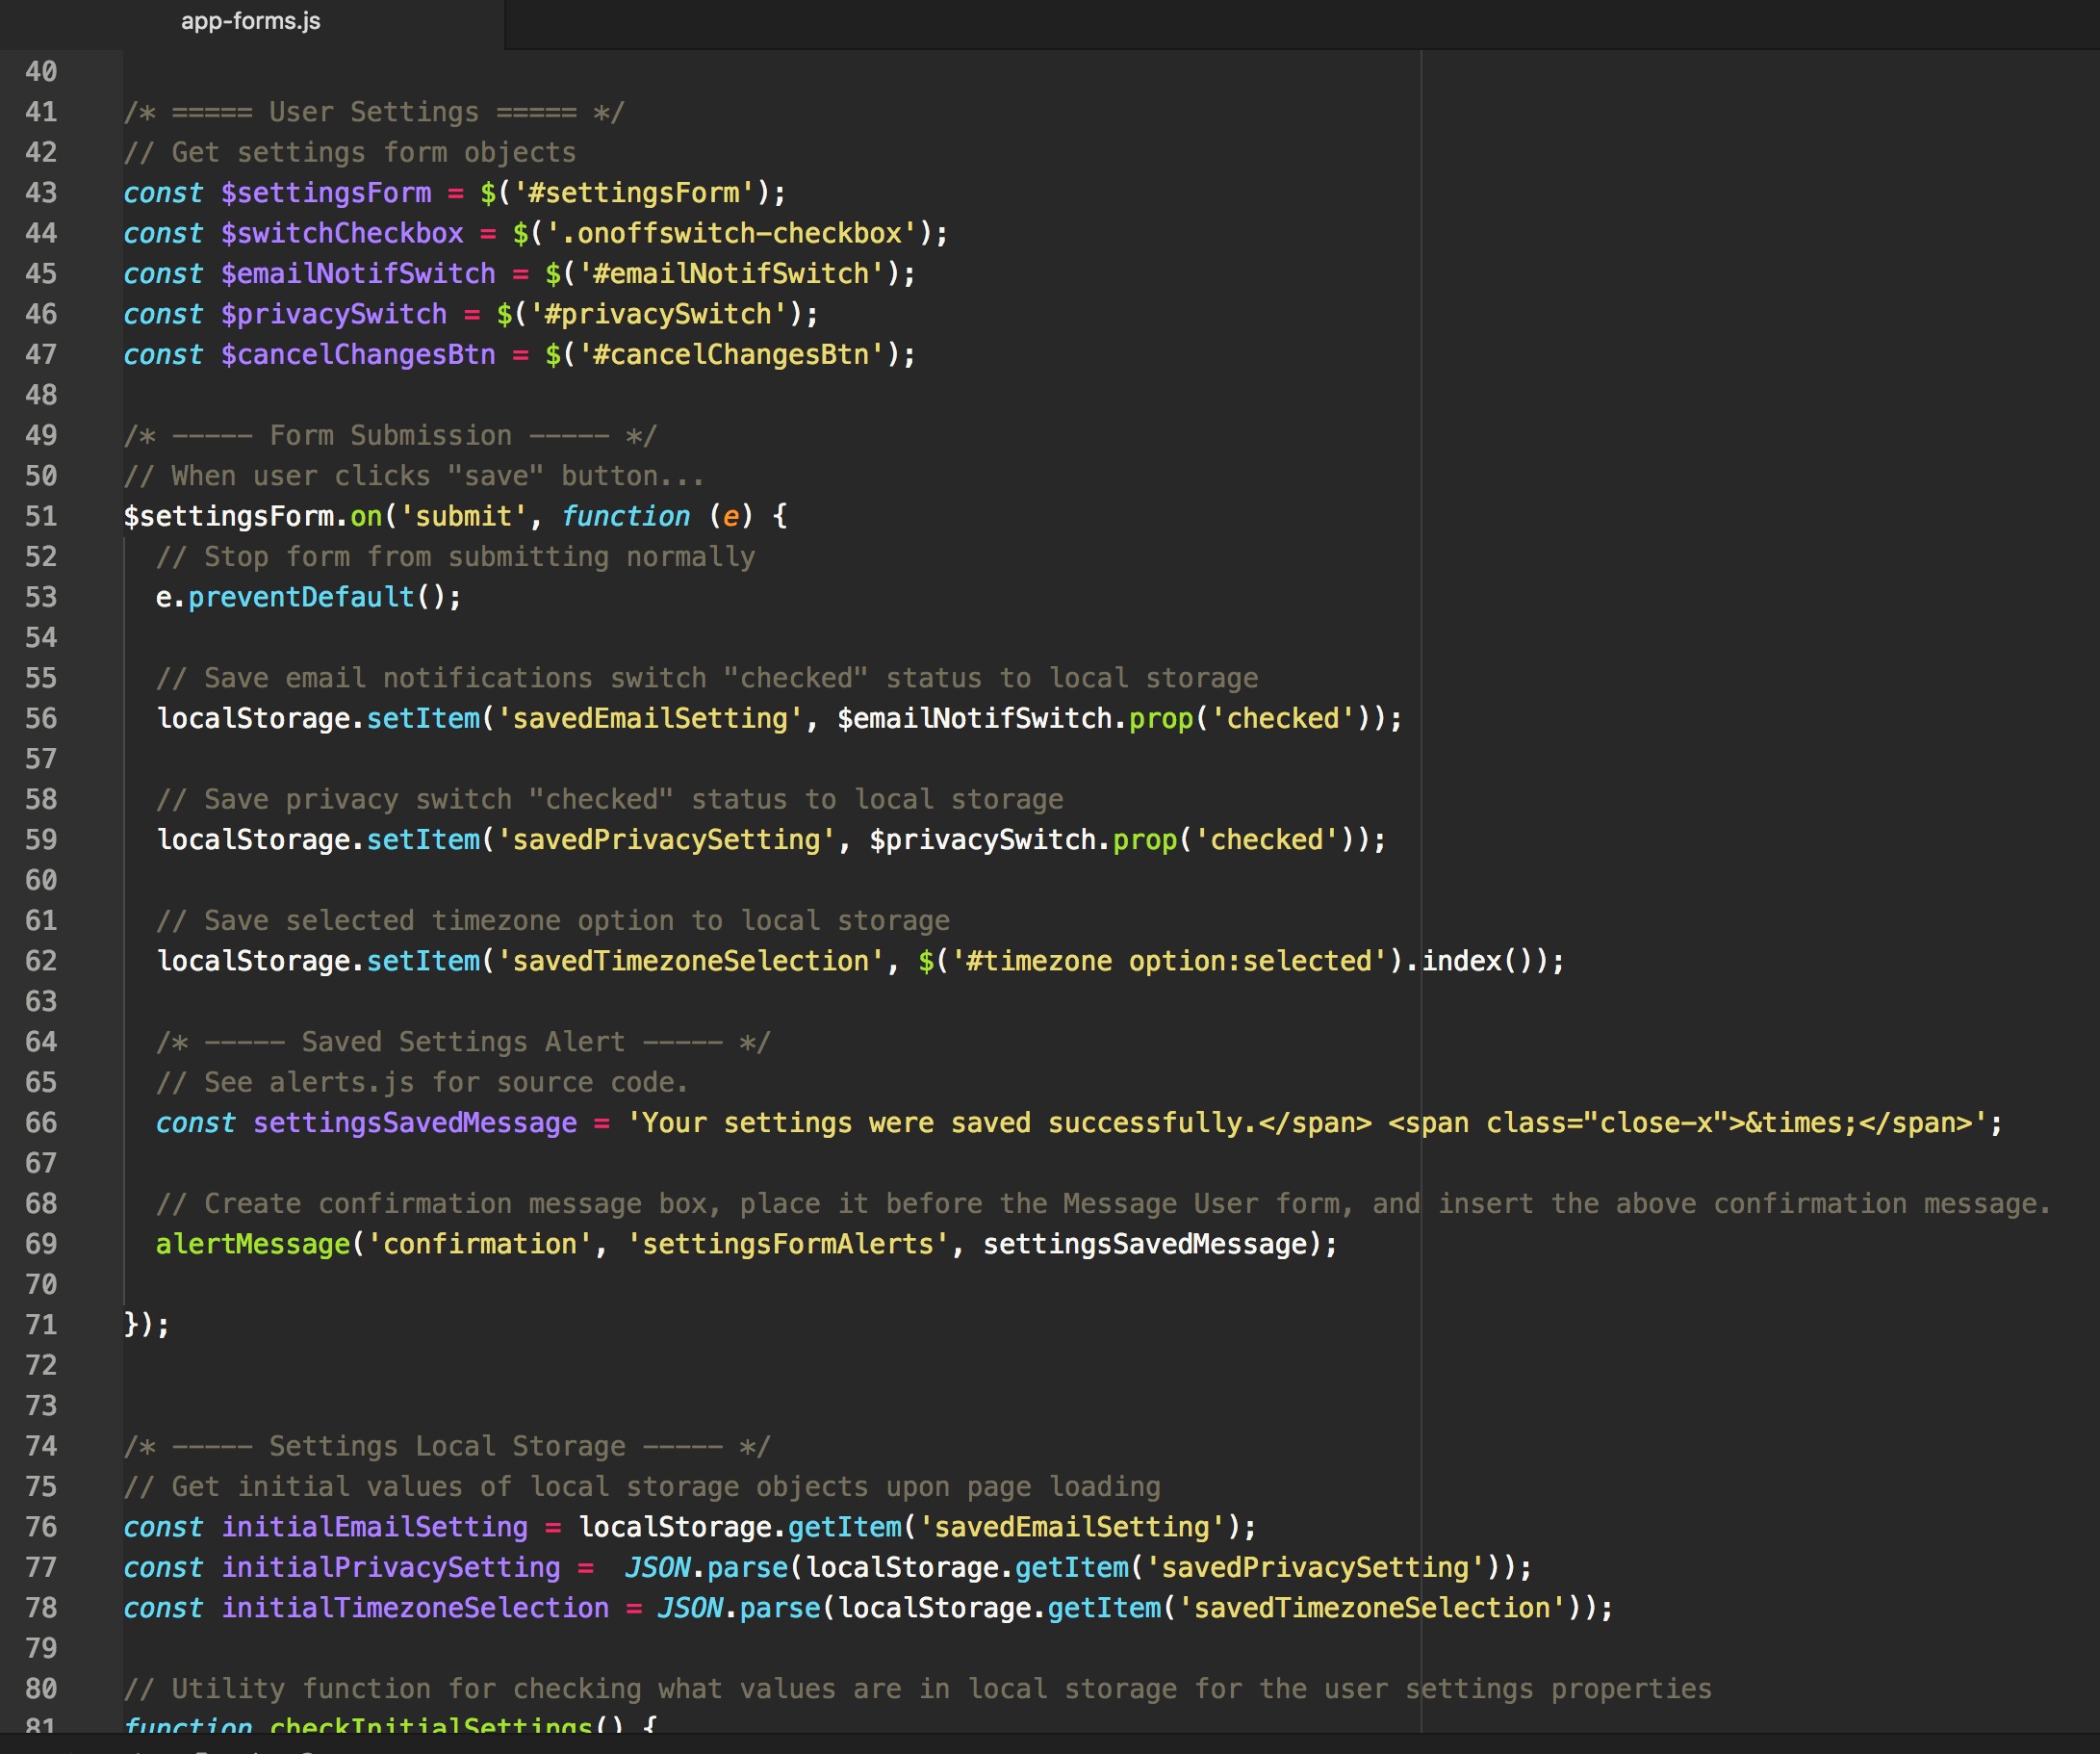 app-forms.js
40
41 /* ===== User Settings ===== */
42 // Get settings form objects
43 const $settingsForm = $('#settingsForm');
44 const $switchCheckbox = $('.onoffswitch-checkbox');
45 const $emailNotifSwitch = $('#emailNotifSwitch');
46 const $privacySwitch = $('#privacySwitch');
47 const $cancelChangesBtn = $('#cancelChangesBtn');
48
49 /* ----- Form Submission ----- */
50 // When user clicks "save" button...
51 $settingsForm.on('submit', function (e) {
52   // Stop form from submitting normally
53   e.preventDefault();
54
55   // Save email notifications switch "checked" status to local storage
56   localStorage.setItem('savedEmailSetting', $emailNotifSwitch.prop('checked'));
57
58   // Save privacy switch "checked" status to local storage
59   localStorage.setItem('savedPrivacySetting', $privacySwitch.prop('checked'));
60
61   // Save selected timezone option to local storage
62   localStorage.setItem('savedTimezoneSelection', $('#timezone option:selected').index());
63
64   /* ----- Saved Settings Alert ----- */
65   // See alerts.js for source code.
66   const settingsSavedMessage = 'Your settings were saved successfully.</span> <span class="close-x">&times;</span>';
67
68   // Create confirmation message box, place it before the Message User form, and insert the above confirmation message.
69   alertMessage('confirmation', 'settingsFormAlerts', settingsSavedMessage);
70
71 });
72
73
74 /* ----- Settings Local Storage ----- */
75 // Get initial values of local storage objects upon page loading
76 const initialEmailSetting = localStorage.getItem('savedEmailSetting');
77 const initialPrivacySetting =  JSON.parse(localStorage.getItem('savedPrivacySetting'));
78 const initialTimezoneSelection = JSON.parse(localStorage.getItem('savedTimezoneSelection'));
79
80 // Utility function for checking what values are in local storage for the user settings properties
81 function checkInitialSettings() {